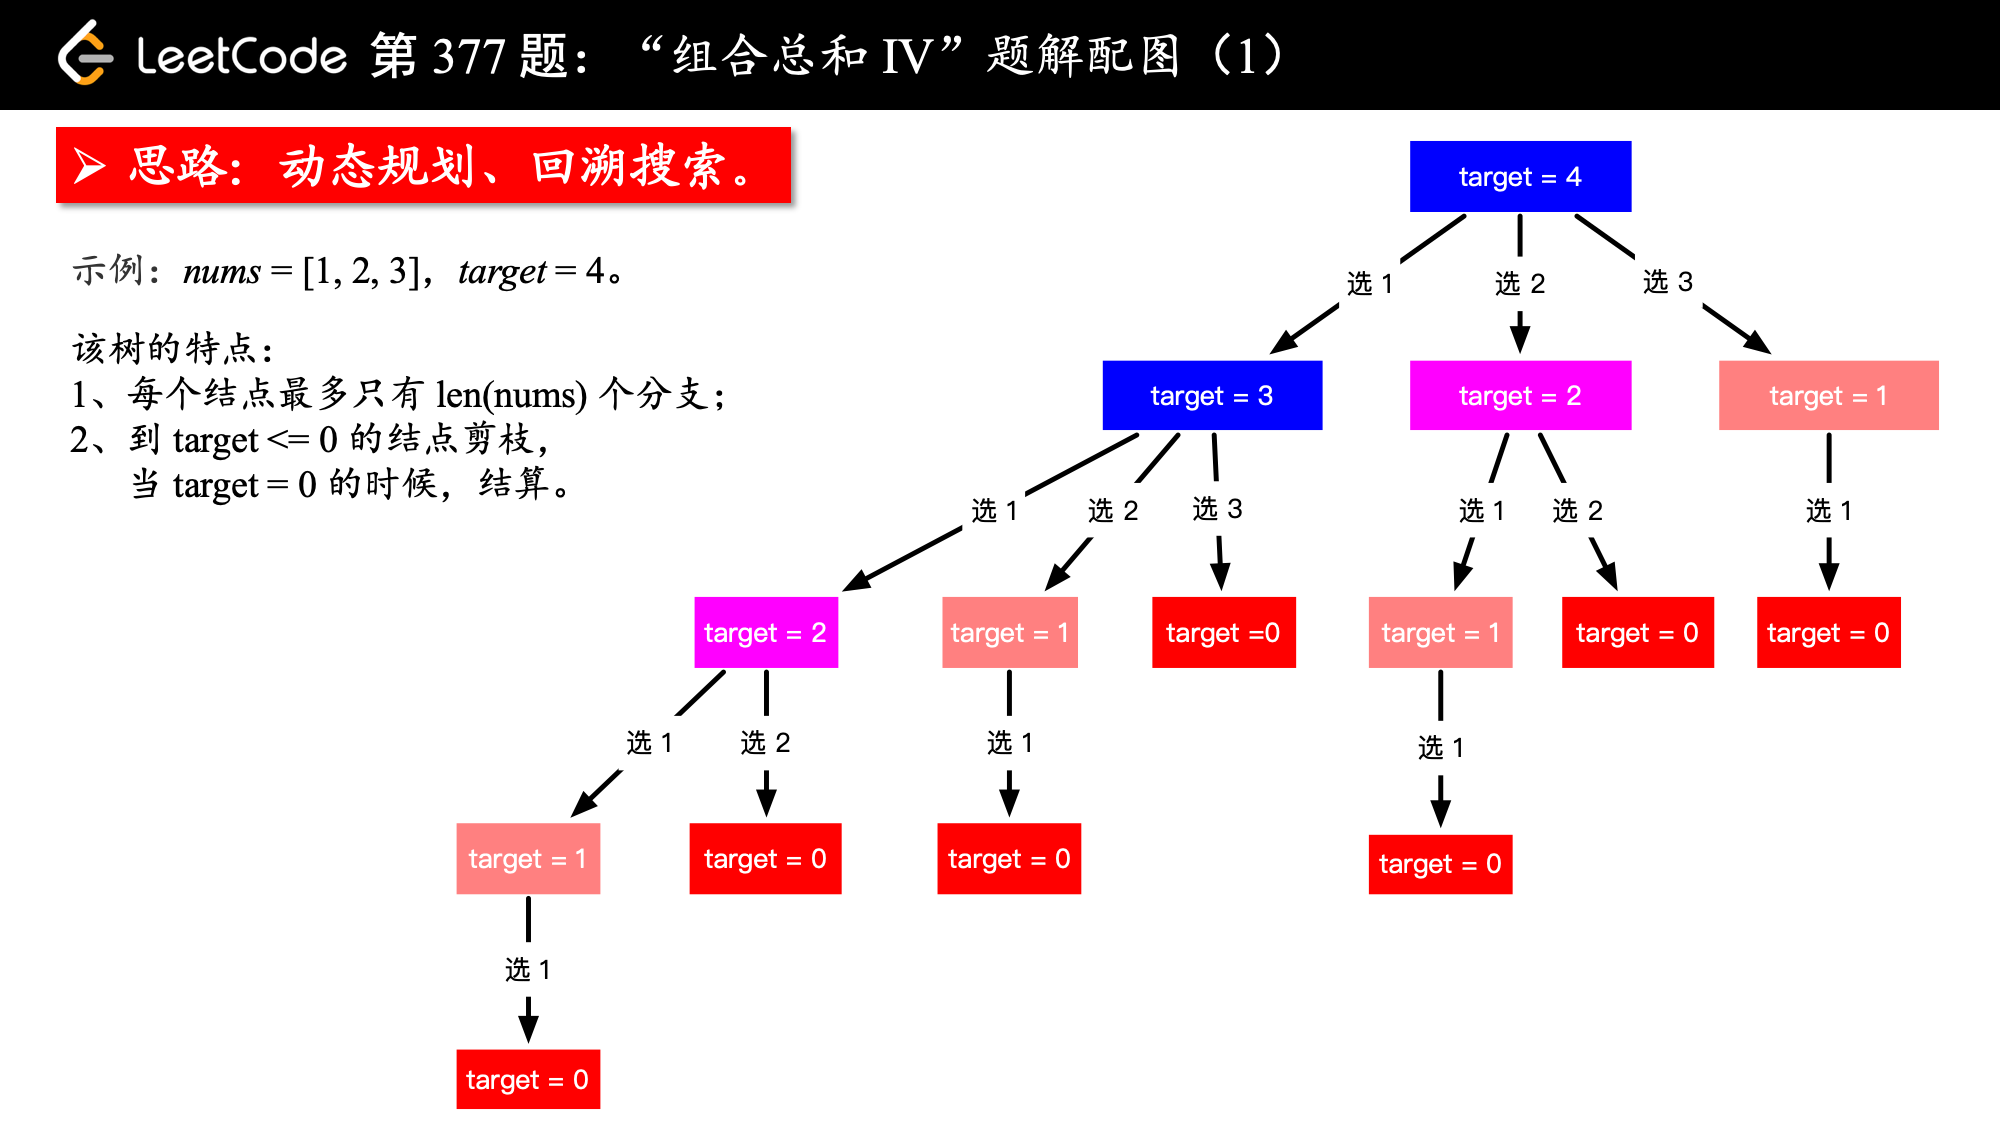 LeetCode 第 377 题：“组合总和 IV”题解配图（1）
➢ 思路：动态规划、回溯搜索。
示例：nums = [1, 2, 3]，target = 4。
该树的特点：
1、每个结点最多只有 len(nums) 个分支；
2、到 target <= 0 的结点剪枝，
当 target = 0 的时候，结算。
target = 4
选 1
选 2
选 3
target = 3
target = 2
target = 1
选 1
选 2
选 3
选 1
选 2
选 1
target = 2
target = 1
target =0
target = 1
target = 0
target = 0
选 1
选 2
选 1
选 1
target = 1
target = 0
target = 0
target = 0
选 1
target = 0